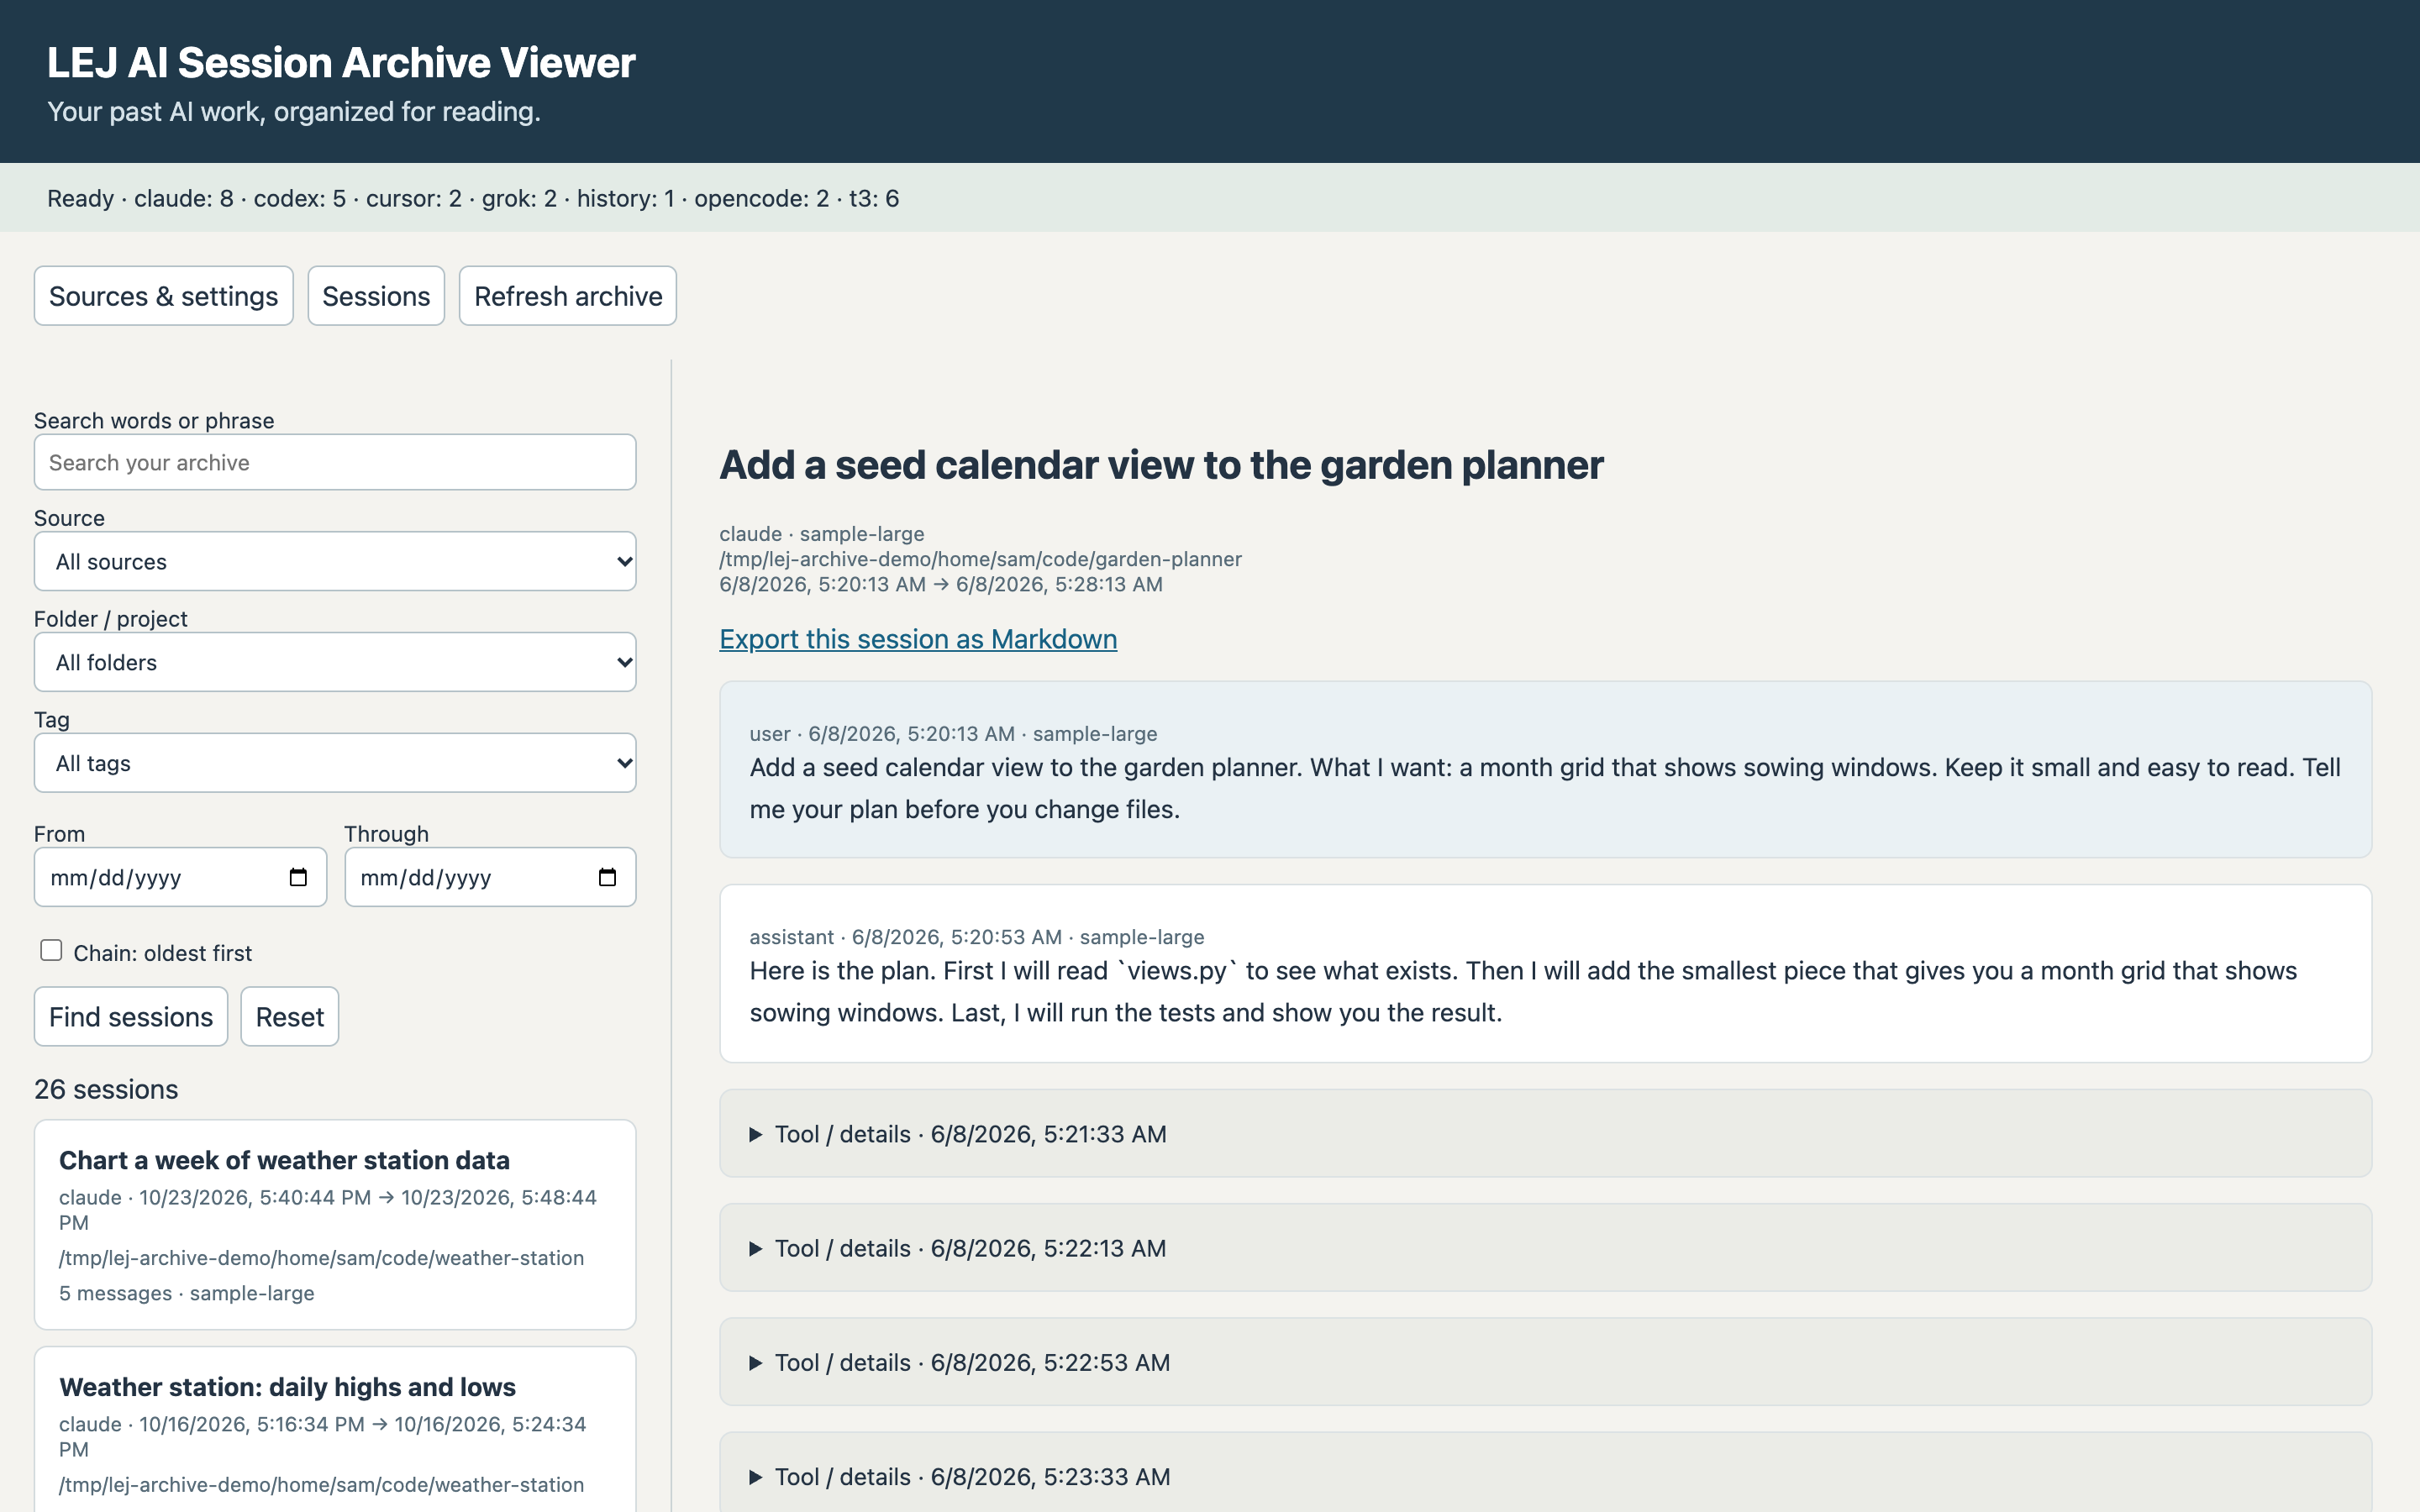 LEJ AI Session Archive Viewer
Your past AI work, organized for reading.
Ready · claude: 8 · codex: 5 · cursor: 2 · grok: 2 · history: 1 · opencode: 2 · t3: 6
Sources & settings
Sessions
Refresh archive
Search words or phrase
Search your archive
Source
All sources
Folder / project
All folders
Tag
All tags
From
Through
mm/dd/yyyy
mm/dd/yyyy
Chain: oldest first
Find sessions
Reset
26 sessions
Chart a week of weather station data
claude · 10/23/2026, 5:40:44 PM → 10/23/2026, 5:48:44
PM
/tmp/lej-archive-demo/home/sam/code/weather-station
5 messages · sample-large
Weather station: daily highs and lows
claude · 10/16/2026, 5:16:34 PM → 10/16/2026, 5:24:34
PM
/tmp/lej-archive-demo/home/sam/code/weather-station
Add a seed calendar view to the garden planner
claude · sample-large
/tmp/lej-archive-demo/home/sam/code/garden-planner
6/8/2026, 5:20:13 AM → 6/8/2026, 5:28:13 AM
Export this session as Markdown
user · 6/8/2026, 5:20:13 AM · sample-large
Add a seed calendar view to the garden planner. What I want: a month grid that shows sowing windows. Keep it small and easy to read. Tell
me your plan before you change files.
assistant · 6/8/2026, 5:20:53 AM · sample-large
Here is the plan. First I will read `views.py` to see what exists. Then I will add the smallest piece that gives you a month grid that shows
sowing windows. Last, I will run the tests and show you the result.
Tool / details · 6/8/2026, 5:21:33 AM
Tool / details · 6/8/2026, 5:22:13 AM
Tool / details · 6/8/2026, 5:22:53 AM
Tool / details · 6/8/2026, 5:23:33 AM